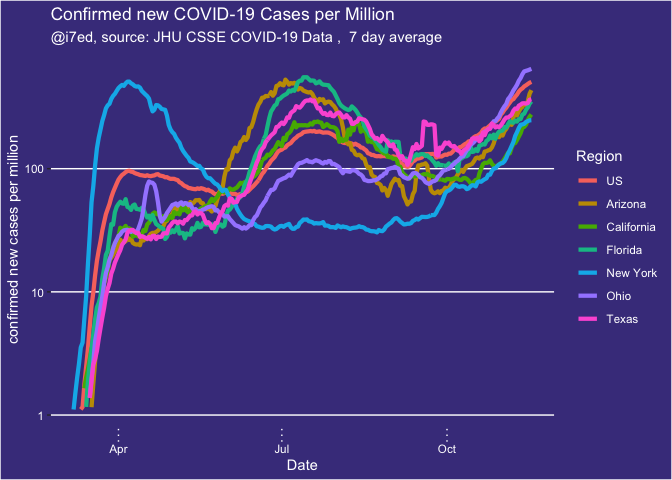 Confirmed new COVID-19 Cases per Million
@i7ed, source: JHU CSSE COVID-19 Data , 7 day average
confirmed new cases per million
100
10
1
Apr
Jul
Oct
Date
Region
US
Arizona
California
Florida
New York
Ohio
Texas